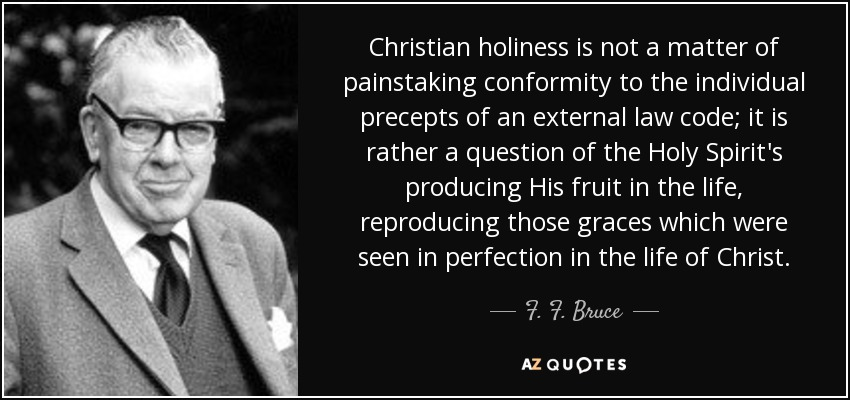 Christian holiness is not a matter of
painstaking conformity to the individual
precepts of an external law code; it is
rather a question of the Holy Spirit's
producing His fruit in the life,
reproducing those graces which were
seen in perfection in the life of Christ.
F. F. Bruce
AZ QUOTES